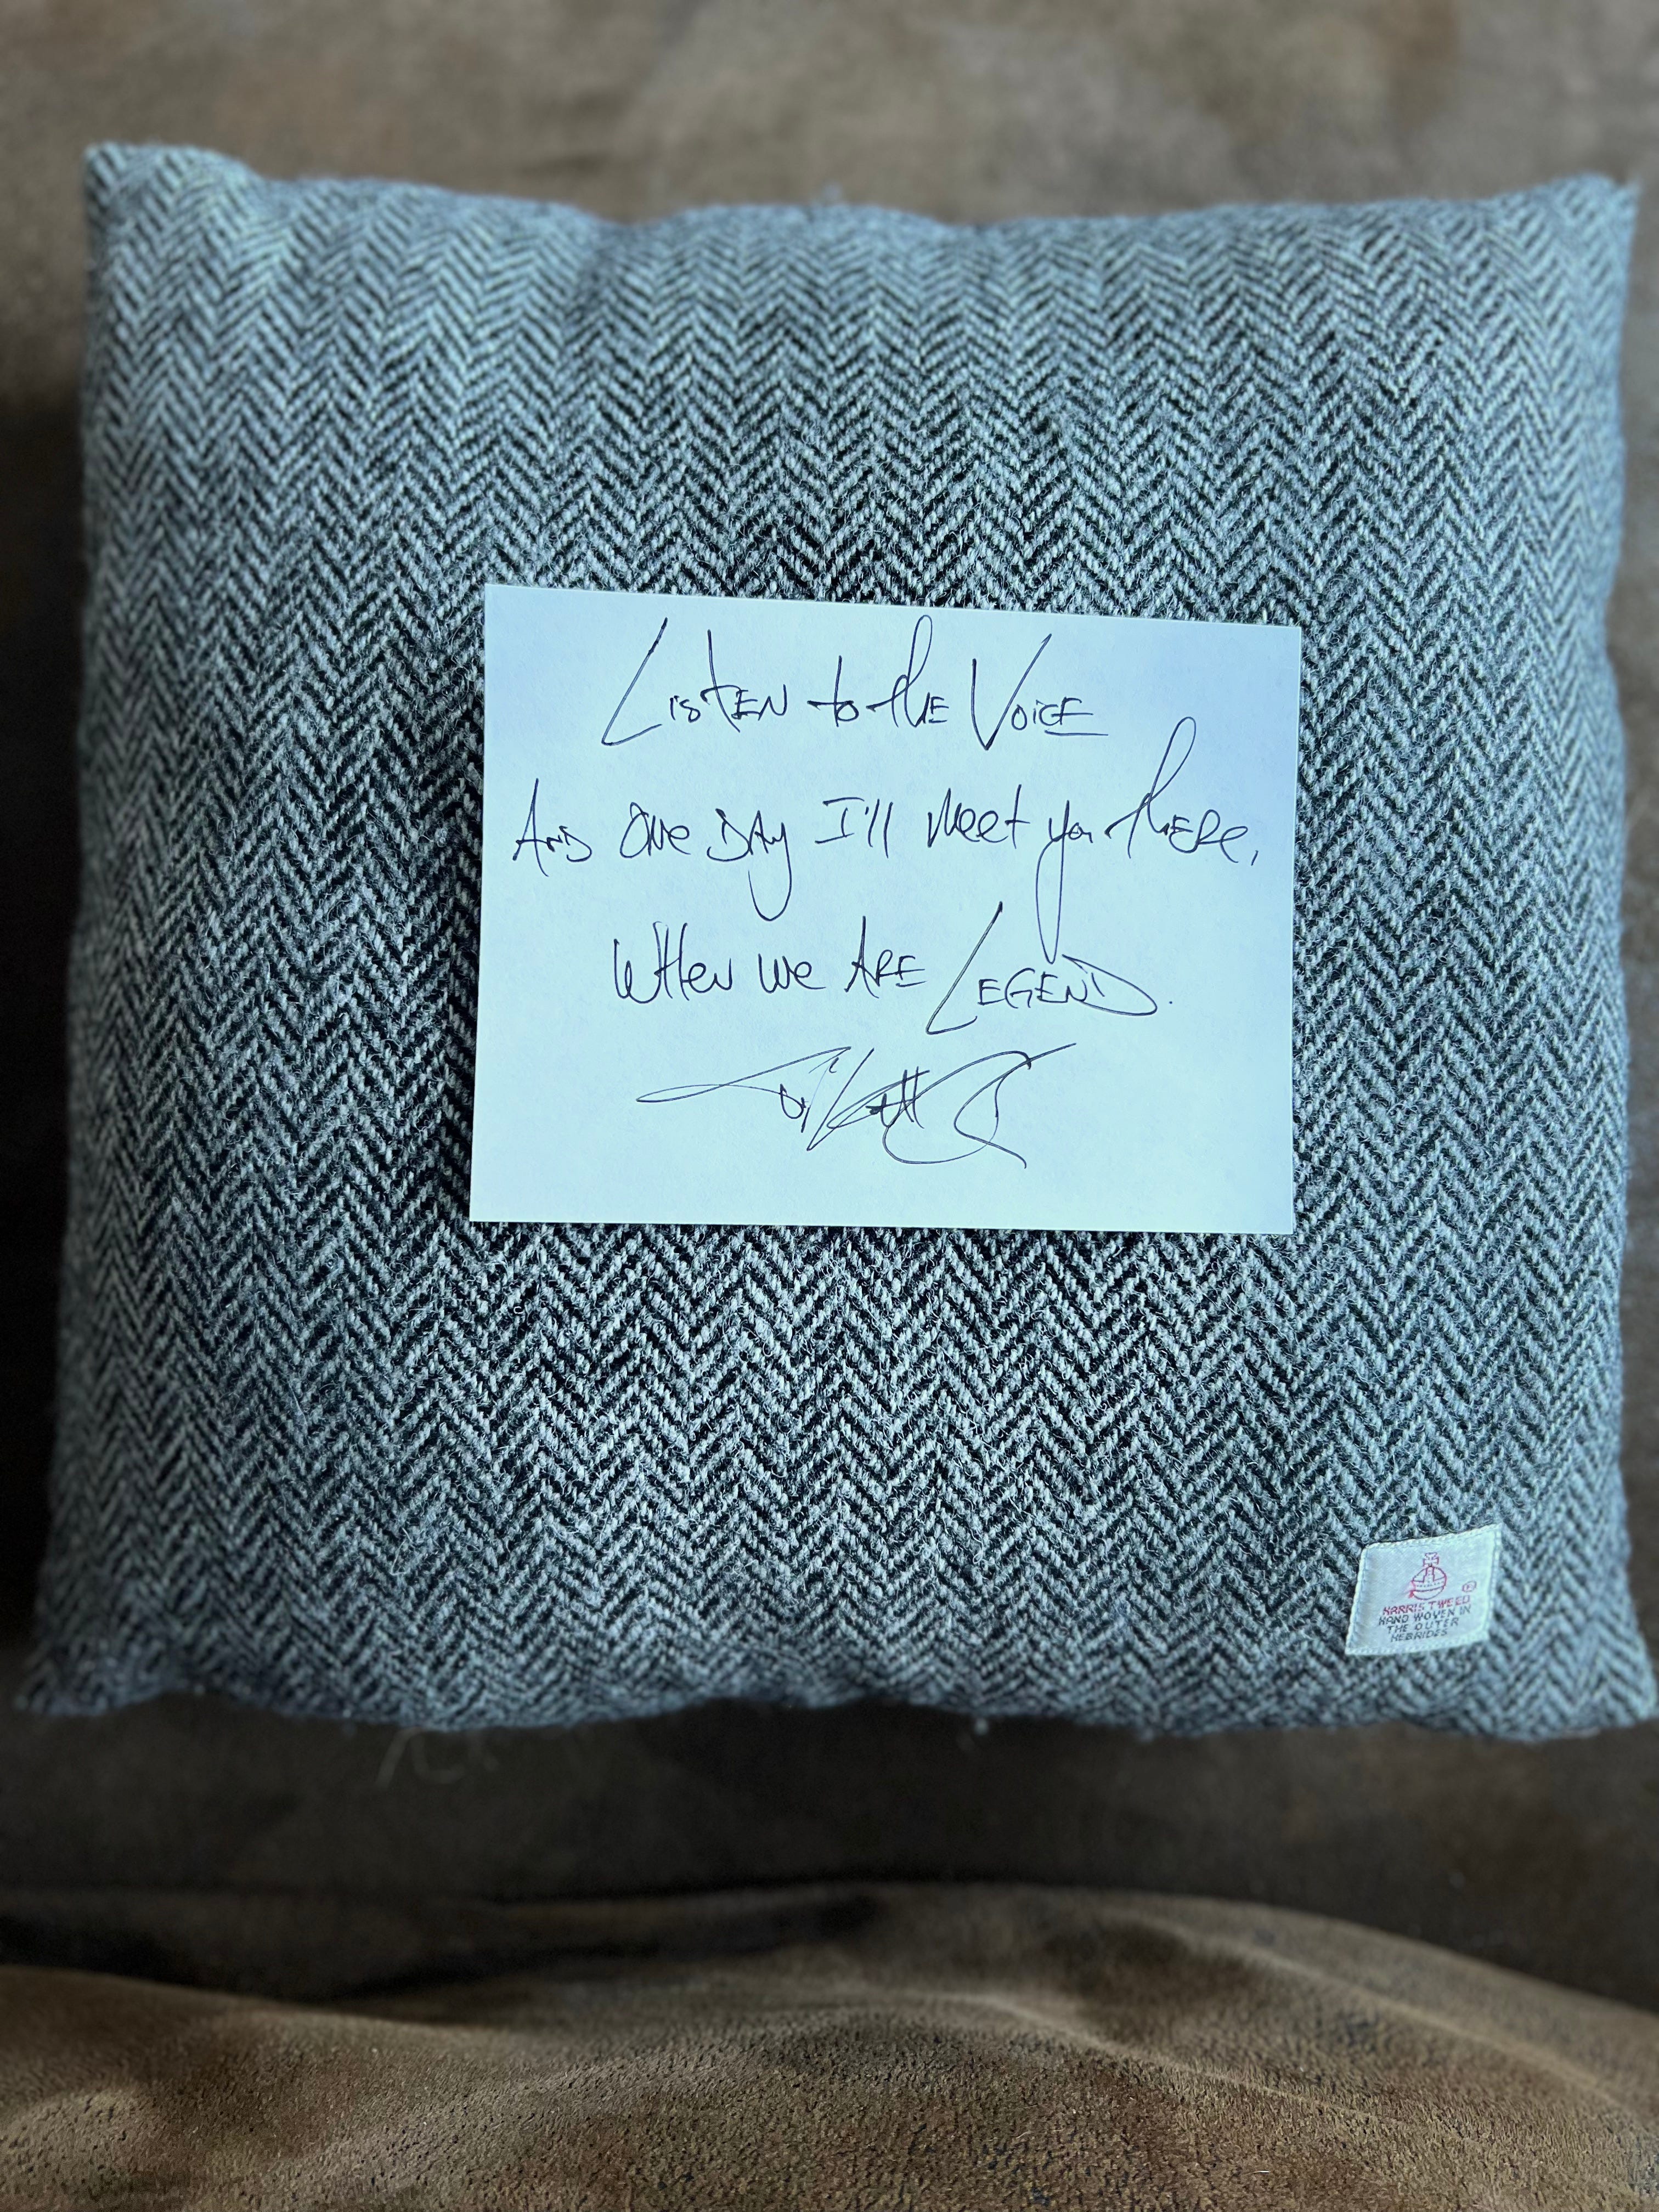 Listen to the Voice
And one Day I'll meet you there,
When we Are Legend.
®
HARRIS TWEED
HAND WOVEN IN
THE OUTER
HEBRIDES